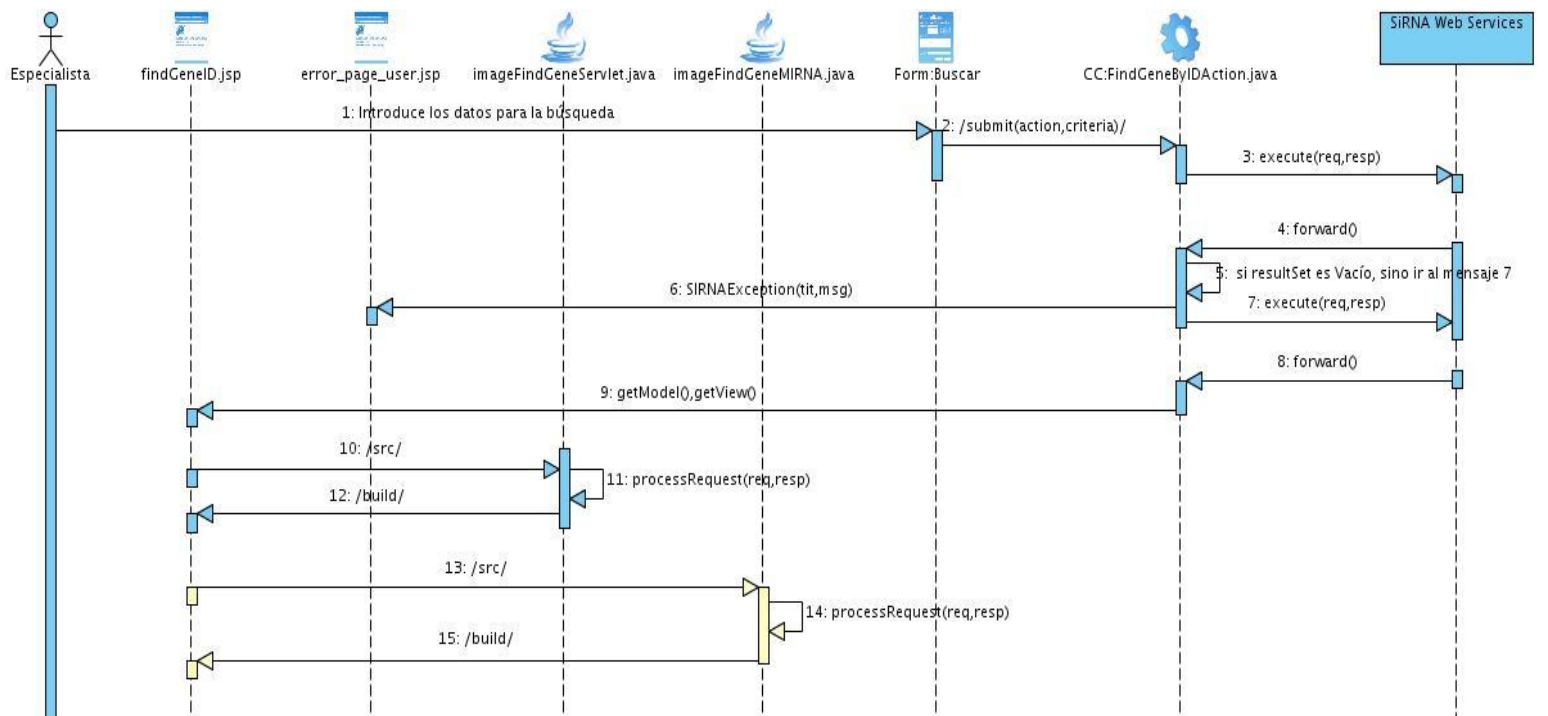 SiRNA Web Services
Especialista
findGeneID.jsp
error_page_user.jsp
imageFindGeneServlet.java
imageFindGeneMIRNA.java
Form:Buscar
CC:FindGeneByIDAction.java
1: Introduce los datos para la búsqueda
2: /submit(action,criteria)/
3: execute(req,resp)
4: forward()
5: si resultSet es Vacío, sino ir al mensaje 7
6: SIRNAException(tit,msg)
7: execute(req,resp)
8: forward()
9: getModel(),getView()
10: /src/
11: processRequest(req,resp)
12: /build/
13: /src/
14: processRequest(req,resp)
15: /build/